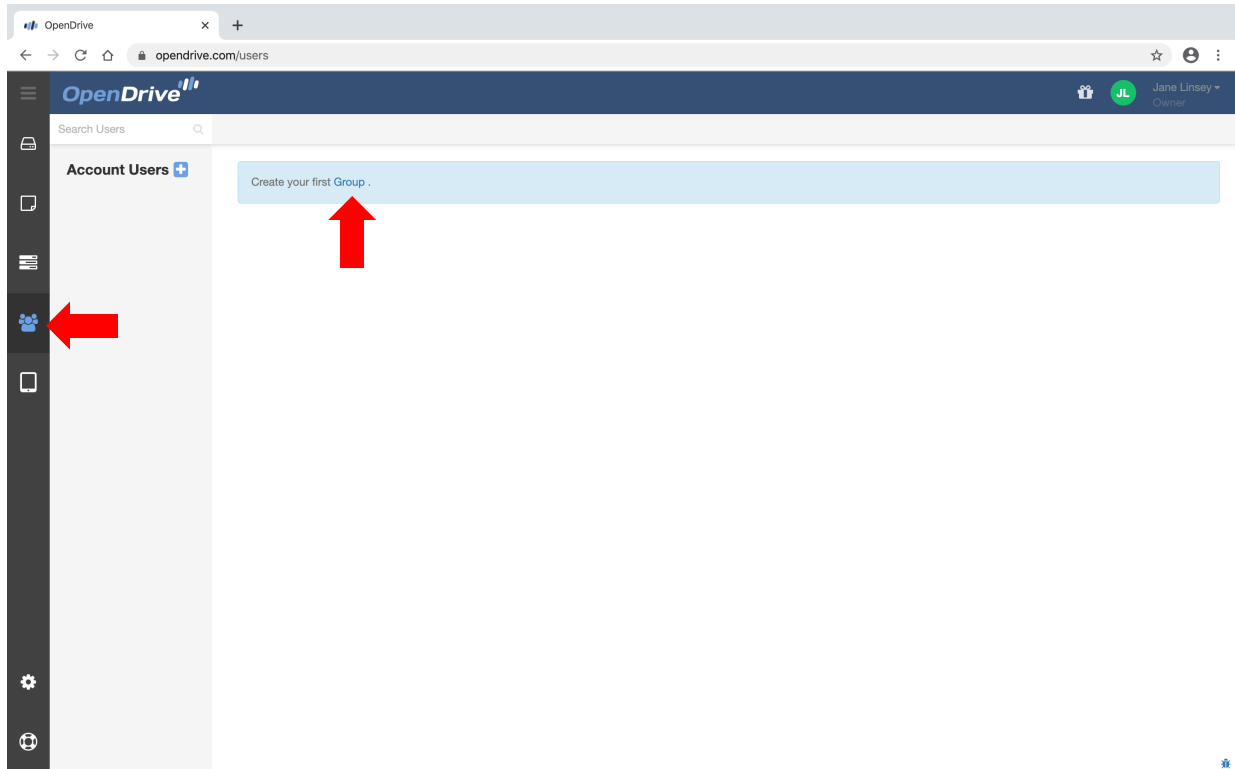 OpenDrive
opendrive.com/users
OpenDrive
JL
Jane Linsey
Owner
Search Users
Account Users
Create your first Group .